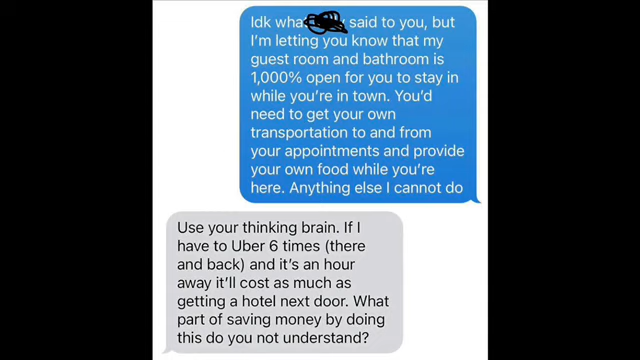 Idk what said to you, but
I'm letting you know that my
guest room and bathroom is
1,000% open for you to stay in
while you're in town. You'd
need to get your own
transportation to and from
your appointments and provide
your own food while you're
here. Anything else I cannot do
Use your thinking brain. If I
have to Uber 6 times (there
and back) and it's an hour
away it'll cost as much as
getting a hotel next door. What
part of saving money by doing
this do you not understand?